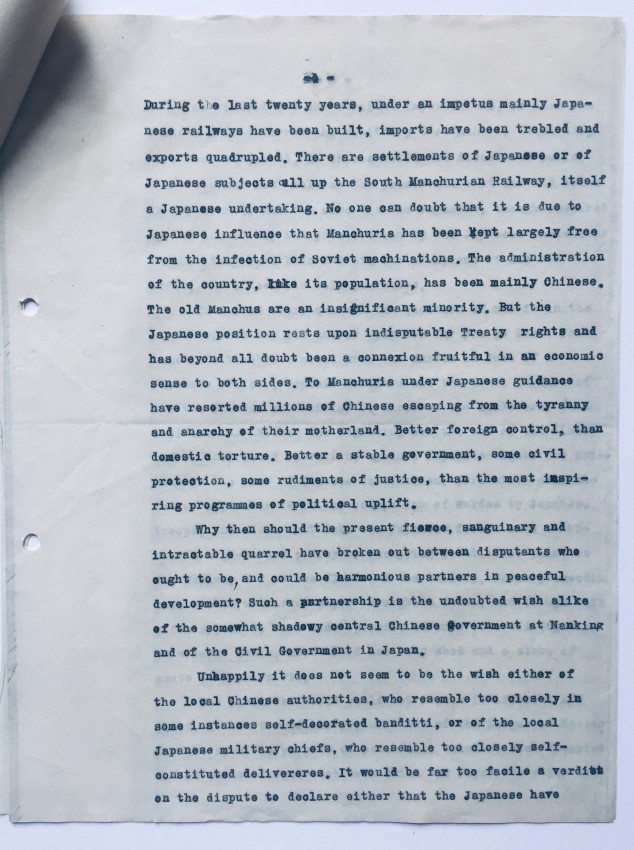 During the last twenty years, under an impetus mainly Japa-
nese railways have been built, imports have been trebled and
exports quadrupled. There are settlements of Japanese or of
Japanese subjects all up the South Manchurian Railway, itself
a Japanese undertaking. No one can doubt that it is due to
Japanese influence that Manchuria has been kept largely free
from the infection of Soviet machinations. The administration
of the country, like its population, has been mainly Chinese.
The old Manchus are an insignificant minority. But the
Japanese position rests upon indisputable Treaty rights and
has beyond all doubt been a connexion fruitful in an economic
sense to both sides. To Manchuria under Japanese guidance
have resorted millions of Chinese escaping from the tyranny
and anarchy of their motherland. Better foreign control, than
domestic torture. Better a stable government, some civil
protection, some rudiments of justice, than the most inspi-
ring programmes of political uplift.
Why then should the present fierce, sanguinary and
intractable quarrel have broken out between disputants who
ought to be, and could be harmonious partners in peaceful
development? Such a partnership is the undoubted wish alike
of the somewhat shadowy central Chinese Government at Nanking
and of the Civil Government in Japan.
Unhappily it does not seem to be the wish either of
the local Chinese authorities, who resemble too closely in
some instances self-decorated banditti, or of the local
Japanese military chiefs, who resemble too closely self-
constituted delivereres. It would be far too facile a verdict
on the dispute to declare either that the Japanese have